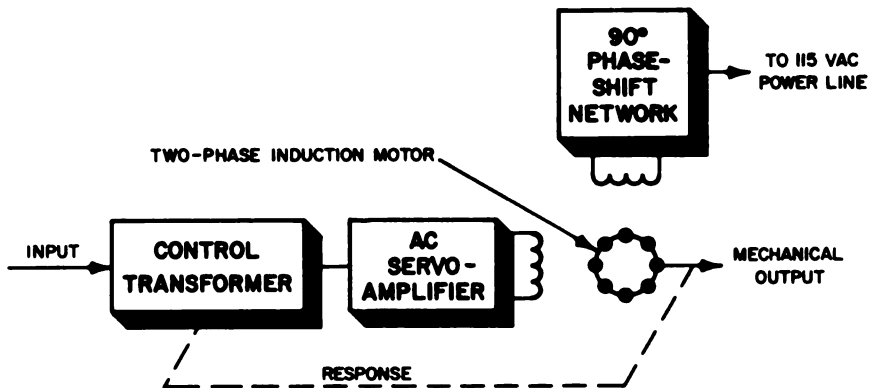 90°
PHASE-
SHIFT
NETWORK
TO 115 VAC
POWER LINE
TWO-PHASE INDUCTION MOTOR
INPUT
CONTROL
TRANSFORMER
AC
SERVO-
AMPLIFIER
MECHANICAL
OUTPUT
RESPONSE